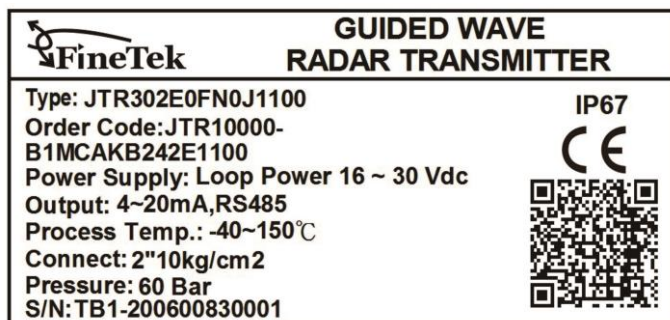 FineTek
GUIDED WAVE
RADAR TRANSMITTER
Type: JTR302E0FN0J1100
IP67
Order Code:JTR10000-
B1MCAKB242E1100
CE
Power Supply: Loop Power 16 ~ 30 Vdc
Output: 4~20mA,RS485
Process Temp.: -40~150℃
Connect: 2"10kg/cm2
Pressure: 60 Bar
S/N:TB1-200600830001